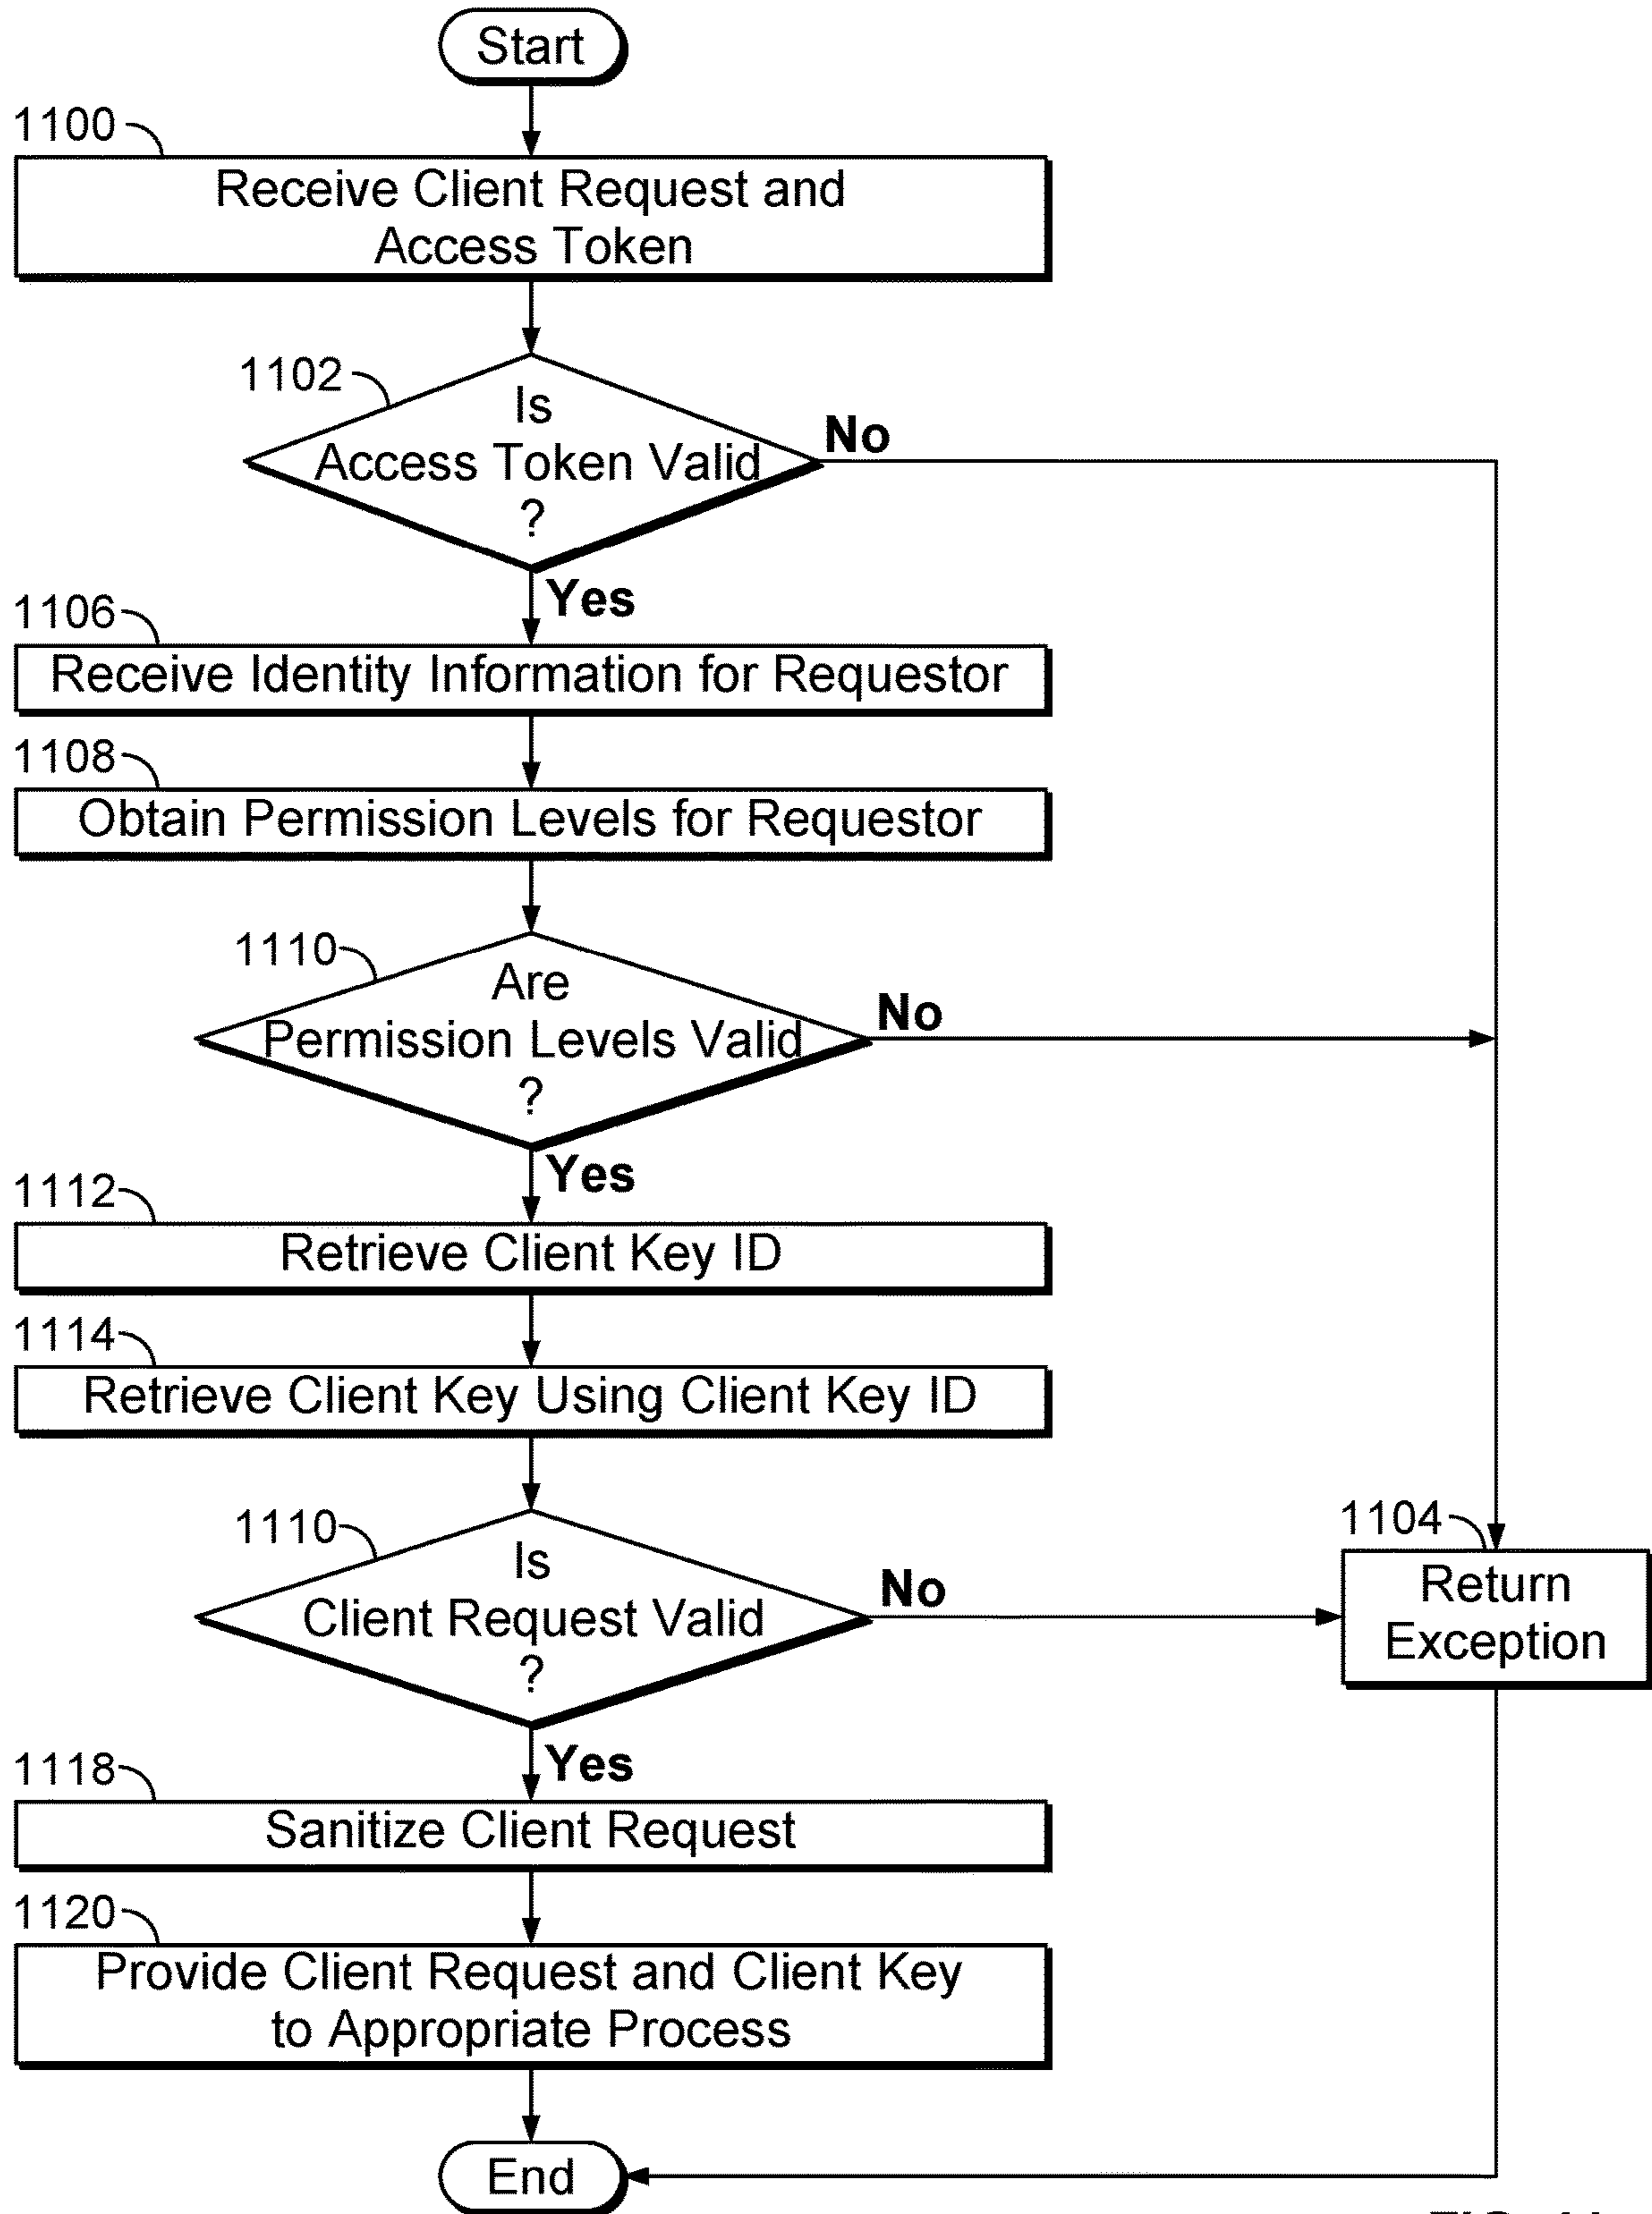 Start
1100
Receive Client Request and
Access Token
1102
Is
Access Token Valid
?
No
Yes
1106
Receive Identity Information for Requestor
1108
Obtain Permission Levels for Requestor
1110
Are
Permission Levels Valid
?
No
Yes
1112
Retrieve Client Key ID
1114
Retrieve Client Key Using Client Key ID
1110
Is
Client Request Valid
?
No
1104
Return
Exception
Yes
1118
Sanitize Client Request
1120
Provide Client Request and Client Key
to Appropriate Process
End